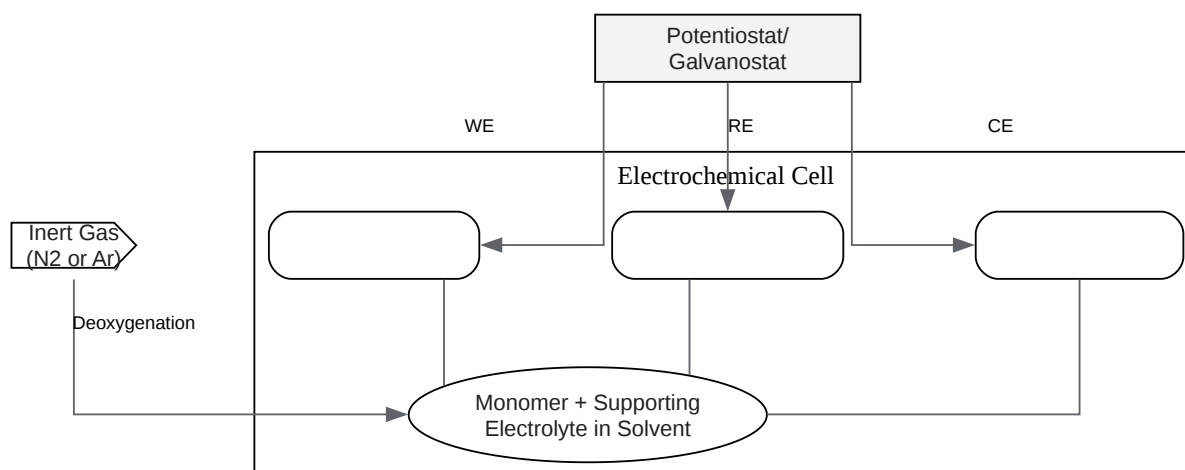 Potentiostat/
Galvanostat
WE
RE
CE
Electrochemical Cell
Inert Gas
(N2 or Ar)
Deoxygenation
Monomer + Supporting
Electrolyte in Solvent